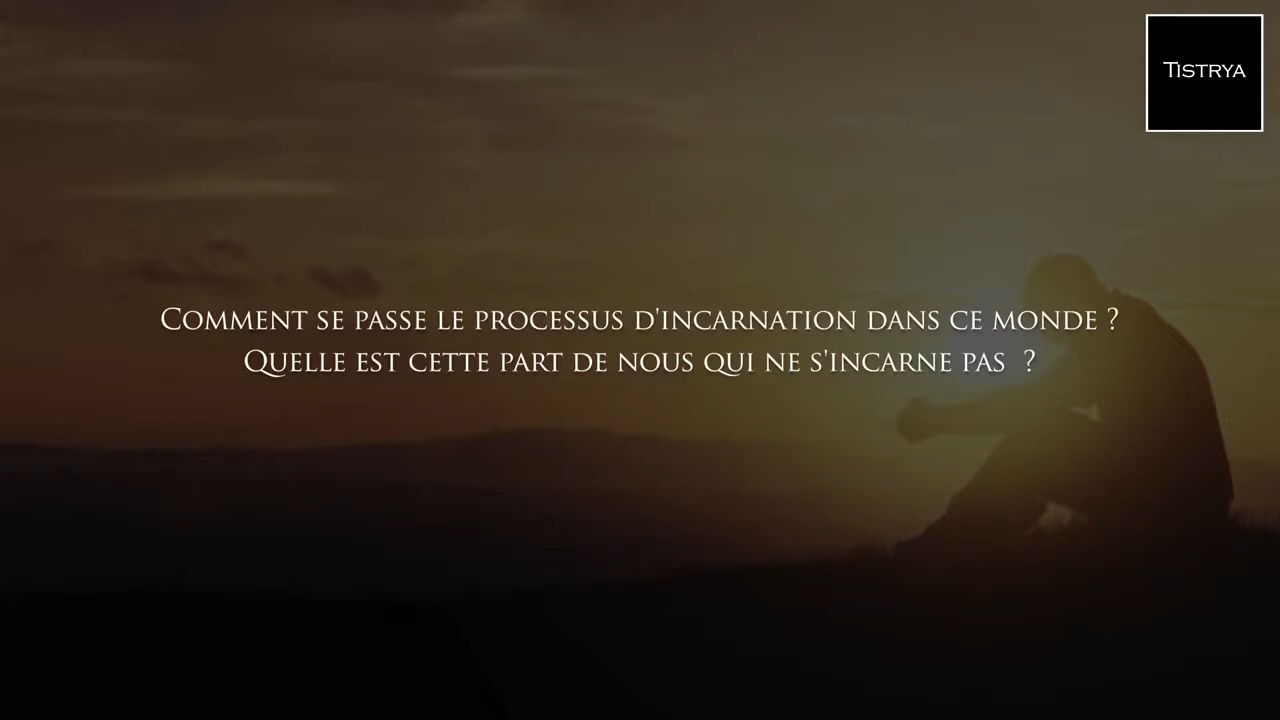 Tistrya
Comment se passe le processus d'incarnation dans ce monde ?
Quelle est cette part de nous qui ne s'incarne pas  ?